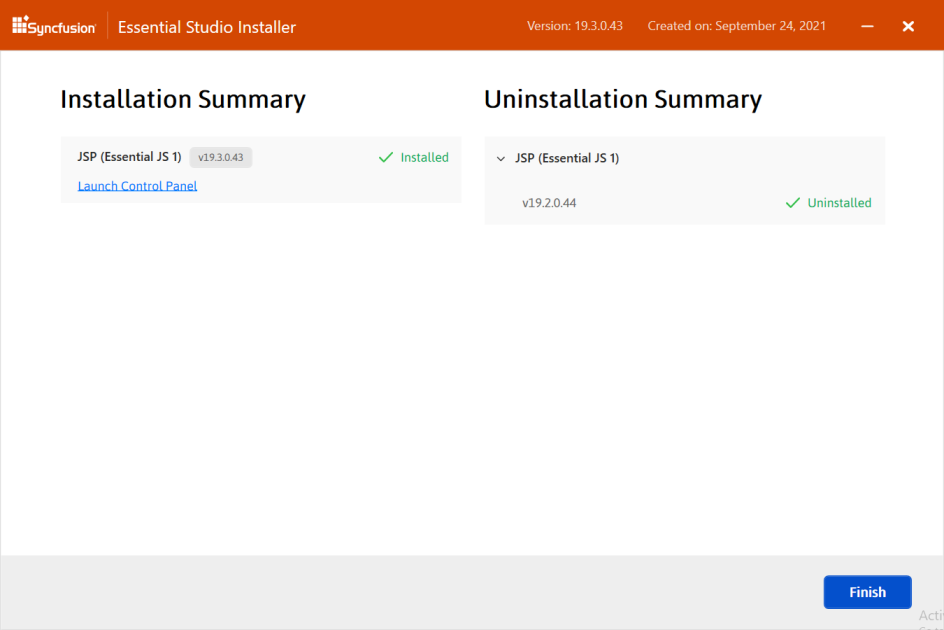 Syncfusion Essential Studio Installer Version: 19.3.0.43 Created on: September 24, 2021
Installation Summary
JSP (Essential JS 1) v19.3.0.43 Installed
Launch Control Panel
Uninstallation Summary
JSP (Essential JS 1)
v19.2.0.44 Uninstalled
Finish